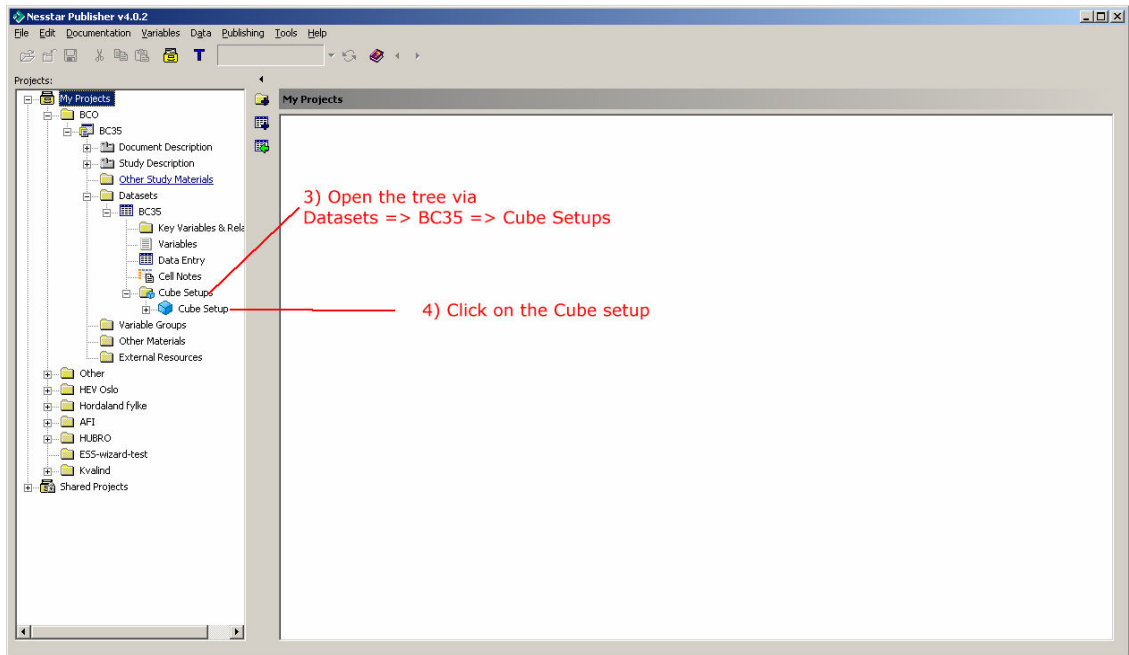 Nesstar Publisher v4.0.2
File Edit Documentation Variables Data Publishing Tools Help
T
Projects:
My Projects
My Projects
BCO
BC35
Document Description
Study Description
Other Study Materials
Datasets
3) Open the tree via
BC35
Datasets => BC35 => Cube Setups
Key Variables & Rela
Variables
Data Entry
Cell Notes
Cube Setups
Cube Setup
4) Click on the Cube setup
Variable Groups
Other Materials
External Resources
Other
HEV Oslo
Hordaland fylke
AFI
HUBRO
ESS-wizard-test
Kvalind
Shared Projects